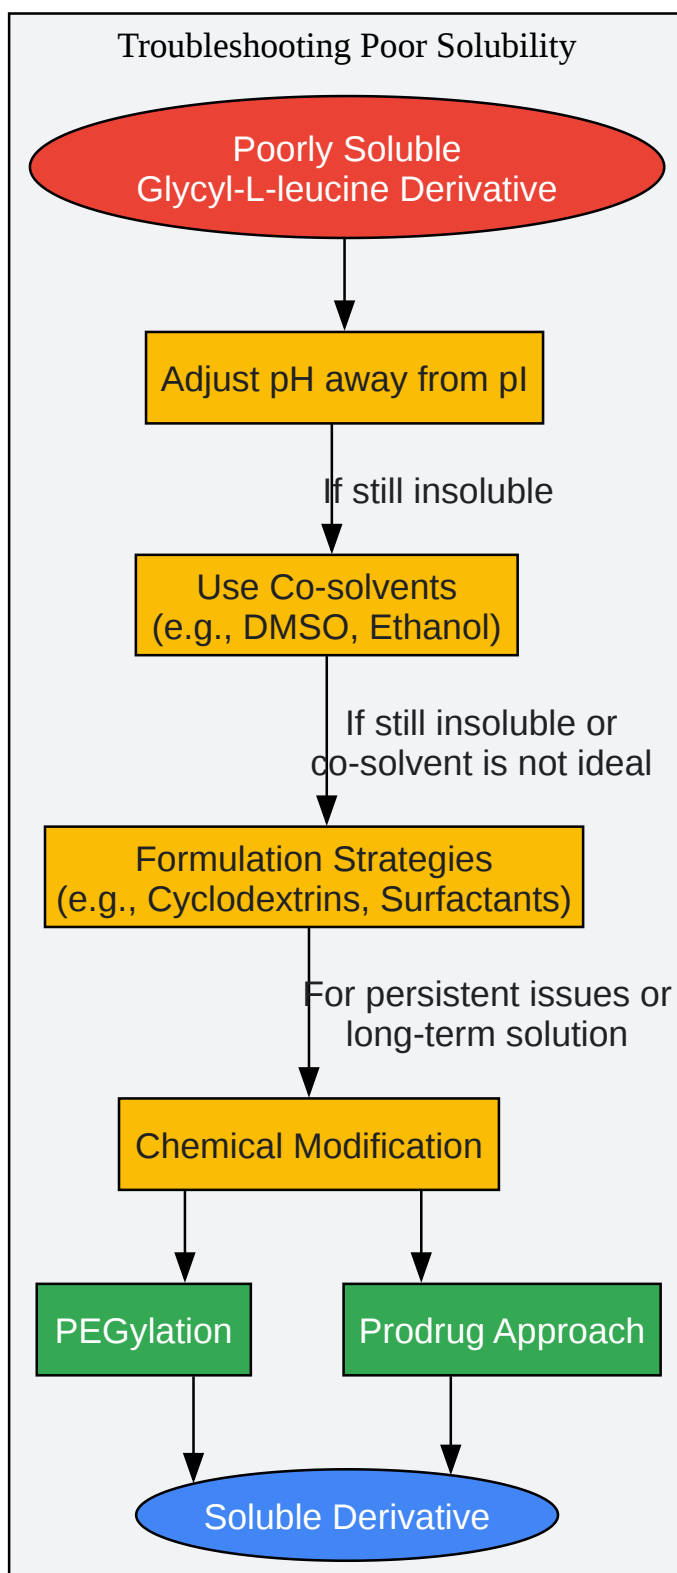 Troubleshooting Poor Solubility
Poorly Soluble
Glycyl-L-leucine Derivative
Adjust pH away from pI
If still insoluble
Use Co-solvents
(e.g., DMSO, Ethanol)
If still insoluble or
co-solvent is not ideal
Formulation Strategies
(e.g., Cyclodextrins, Surfactants)
For persistent issues or
long-term solution
Chemical Modification
PEGylation
Prodrug Approach
Soluble Derivative